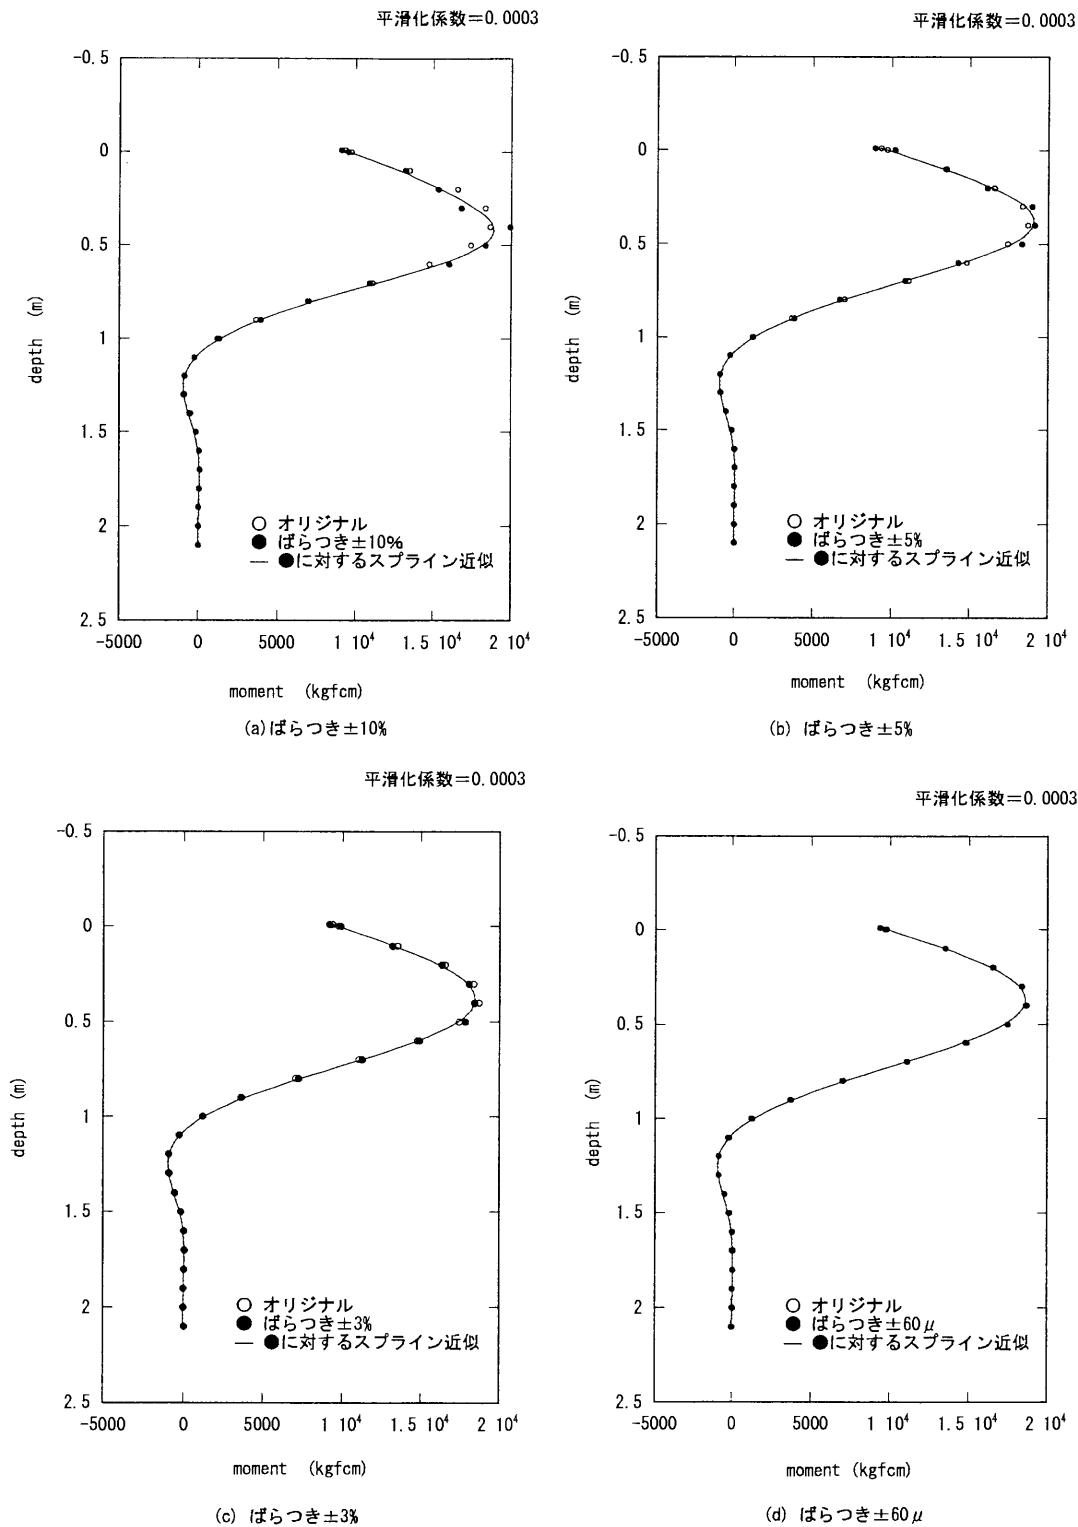 平滑化係数=0.0003
-0.5
0
0.5
1
1.5
2
2.5
depth (m)
○ オリジナル
● ばらつき±10%
— ●に対するスプライン近似
-5000 0 5000 1 10⁴ 1.5 10⁴ 2 10⁴
moment (kgfcm)
(a)ばらつき±10%
平滑化係数=0.0003
-0.5
0
0.5
1
1.5
2
2.5
depth (m)
○ オリジナル
● ばらつき±5%
— ●に対するスプライン近似
-5000 0 5000 1 10⁴ 1.5 10⁴ 2 10⁴
moment (kgfcm)
(b) ばらつき±5%
平滑化係数=0.0003
-0.5
0
0.5
1
1.5
2
2.5
depth (m)
○ オリジナル
● ばらつき±3%
— ●に対するスプライン近似
-5000 0 5000 1 10⁴ 1.5 10⁴ 2 10⁴
moment (kgfcm)
(c) ばらつき±3%
平滑化係数=0.0003
-0.5
0
0.5
1
1.5
2
2.5
depth (m)
○ オリジナル
● ばらつき±60μ
— ●に対するスプライン近似
-5000 0 5000 1 10⁴ 1.5 10⁴ 2 10⁴
moment (kgfcm)
(d) ばらつき±60μ